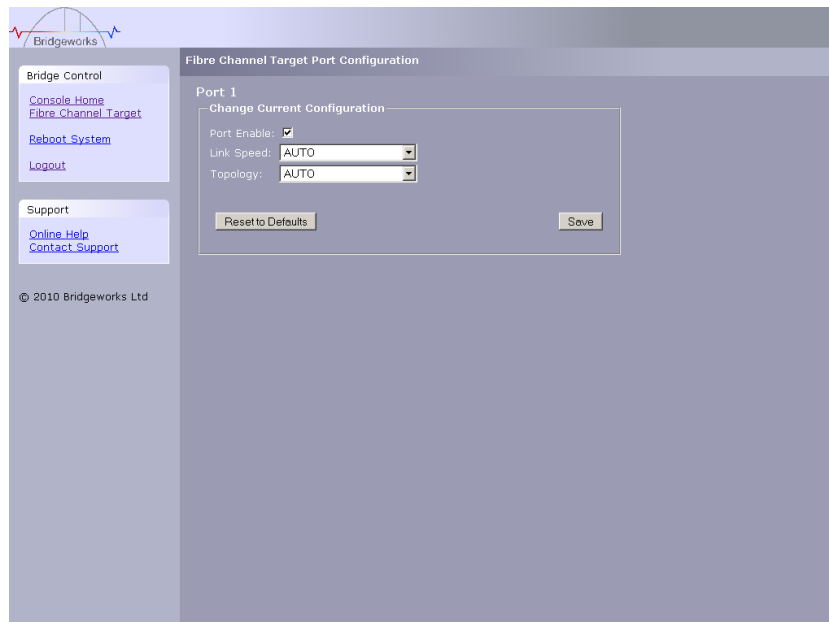 Bridgeworks
Fibre Channel Target Port Configuration
Bridge Control
Console Home
Fibre Channel Target
Reboot System
Logout
Support
Online Help
Contact Support
© 2010 Bridgeworks Ltd
Port 1
Change Current Configuration
Port Enable:
Link Speed: AUTO
Topology: AUTO
Reset to Defaults Save